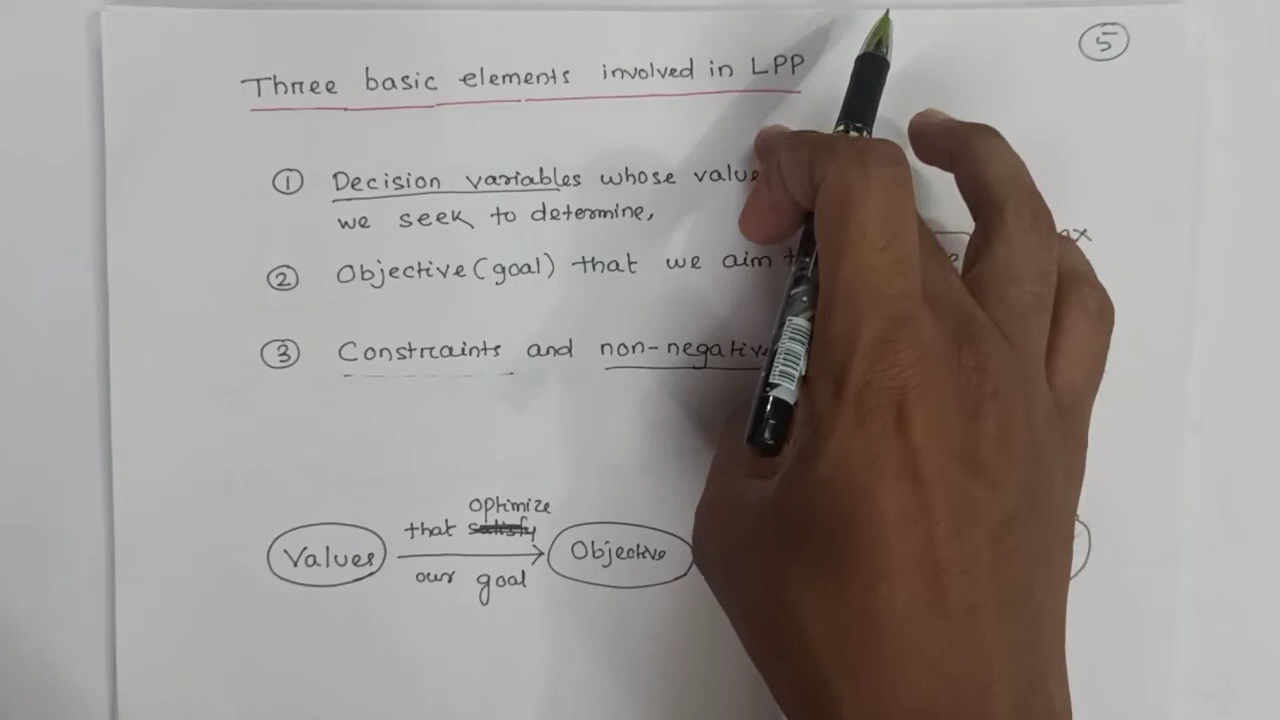 5
Three basic elements involved in LPP
① Decision variables whose value
we seek to determine,
② Objective (goal) that we aim
③ Constraints and non-negative
optimize
that satisfy
Values Objective
our goal